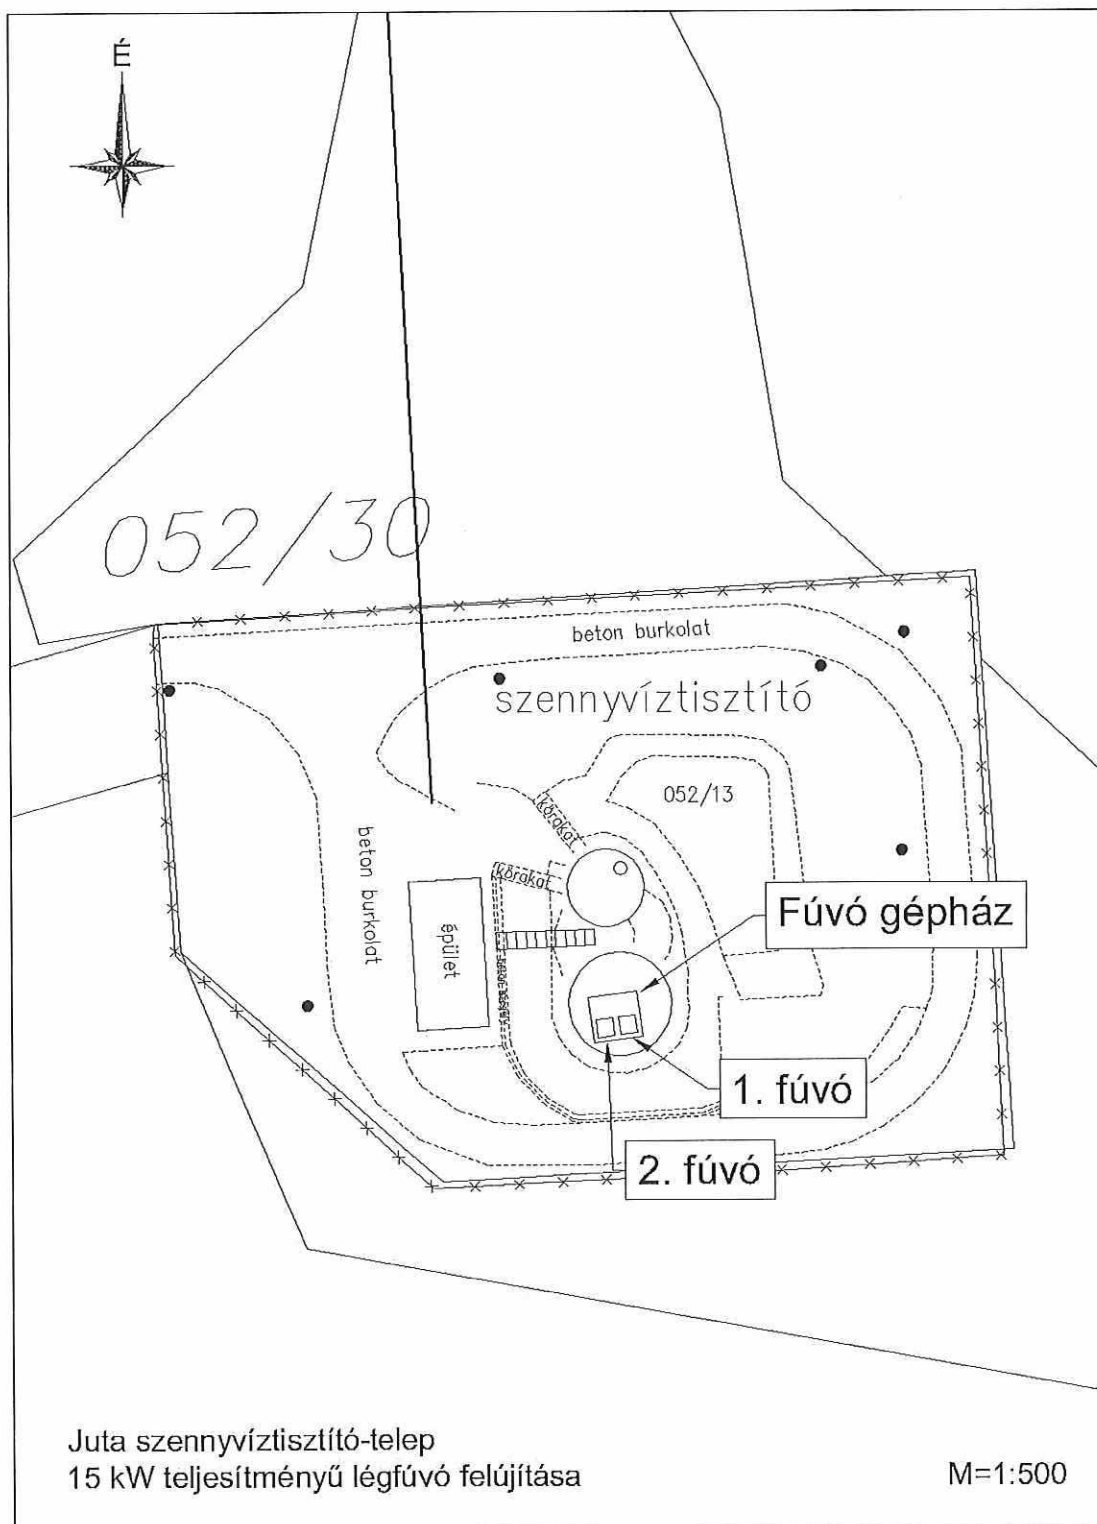 É
052/30
beton burkolat
szennyvíztisztító
052/13
kőrakat
kőrakat
beton burkolat
épület
Fúvó gépház
1. fúvó
2. fúvó
Juta szennyvíztisztító-telep
15 kW teljesítményű légfúvó felújítása
M=1:500